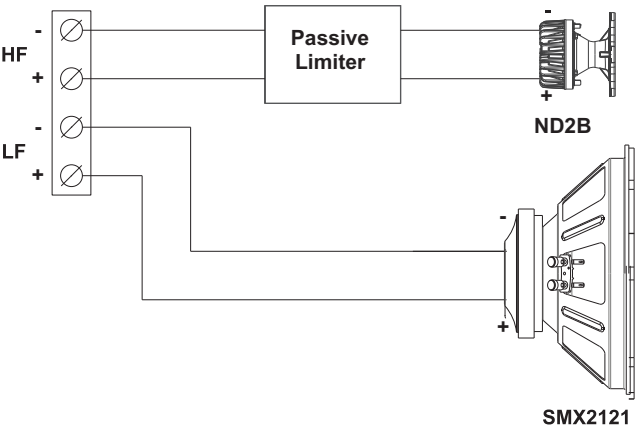 -
HF
+
-
LF
+
Passive
Limiter
-
+
ND2B
-
+
SMX2121